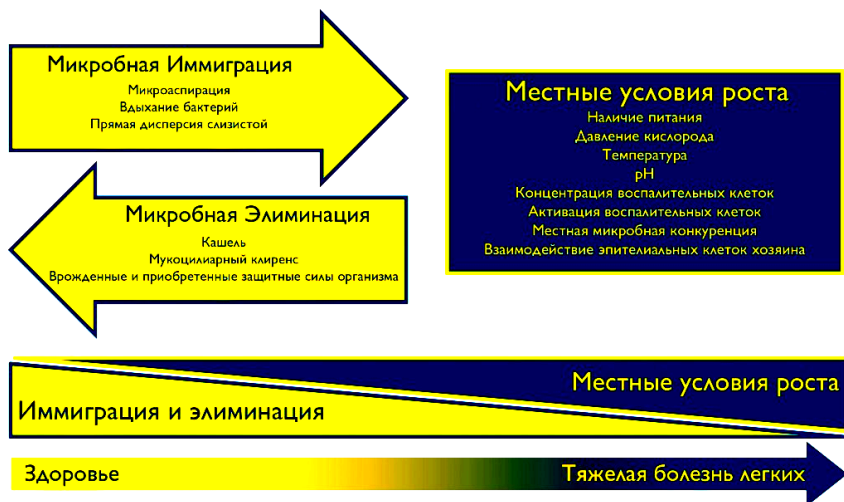 Микробная Иммиграция
Микроаспирация
Вдыхание бактерий
Прямая дисперсия слизистой
Микробная Элиминация
Кашель
Мукоцилиарный клиренс
Врожденные и приобретенные защитные силы организма
Местные условия роста
Наличие питания
Давление кислорода
Температура
pH
Концентрация воспалительных клеток
Активация воспалительных клеток
Местная микробная конкуренция
Взаимодействие эпителиальных клеток хозяина
Местные условия роста
Иммиграция и элиминация
Здоровье
Тяжелая болезнь легких